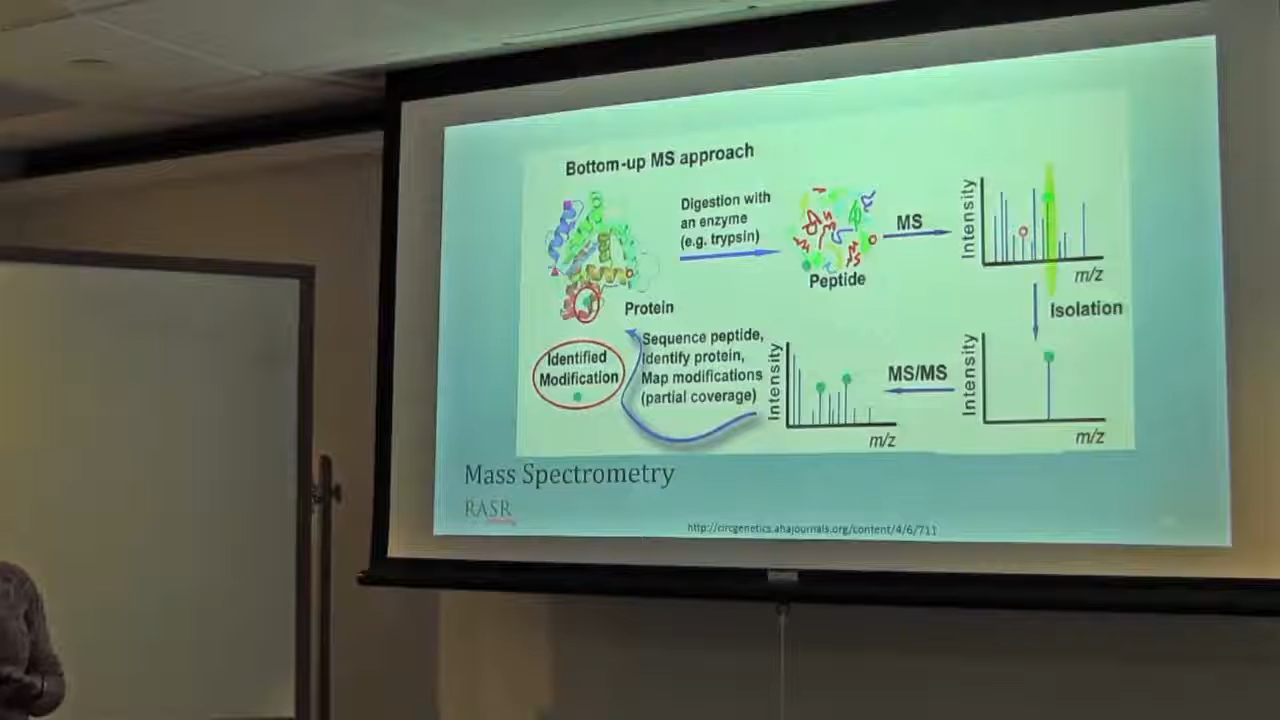 Bottom-up MS approach
Digestion with
an enzyme
(e.g. trypsin)
Protein
Peptide
MS
Intensity
m/z
Isolation
Intensity
m/z
MS/MS
Intensity
m/z
Sequence peptide,
Identify protein,
Map modifications
(partial coverage)
Identified
Modification
Mass Spectrometry
RASR
http://circgenetics.ahajournals.org/content/4/6/711